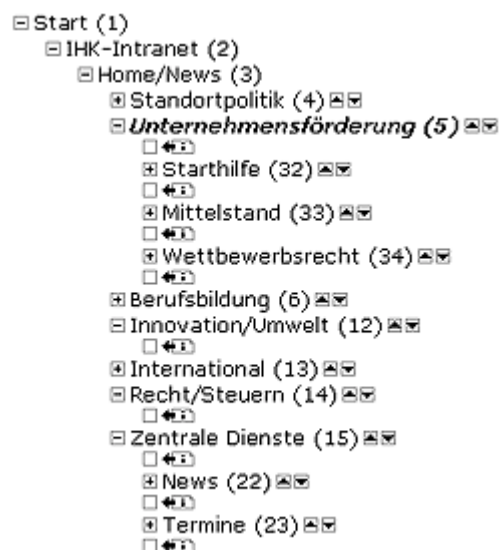 Start (1)
IHK-Intranet (2)
Home/News (3)
Standortpolitik (4)
Unternehmensförderung (5)
Starthilfe (32)
Mittelstand (33)
Wettbewerbsrecht (34)
Berufsbildung (6)
Innovation/Umwelt (12)
International (13)
Recht/Steuern (14)
Zentrale Dienste (15)
News (22)
Termine (23)